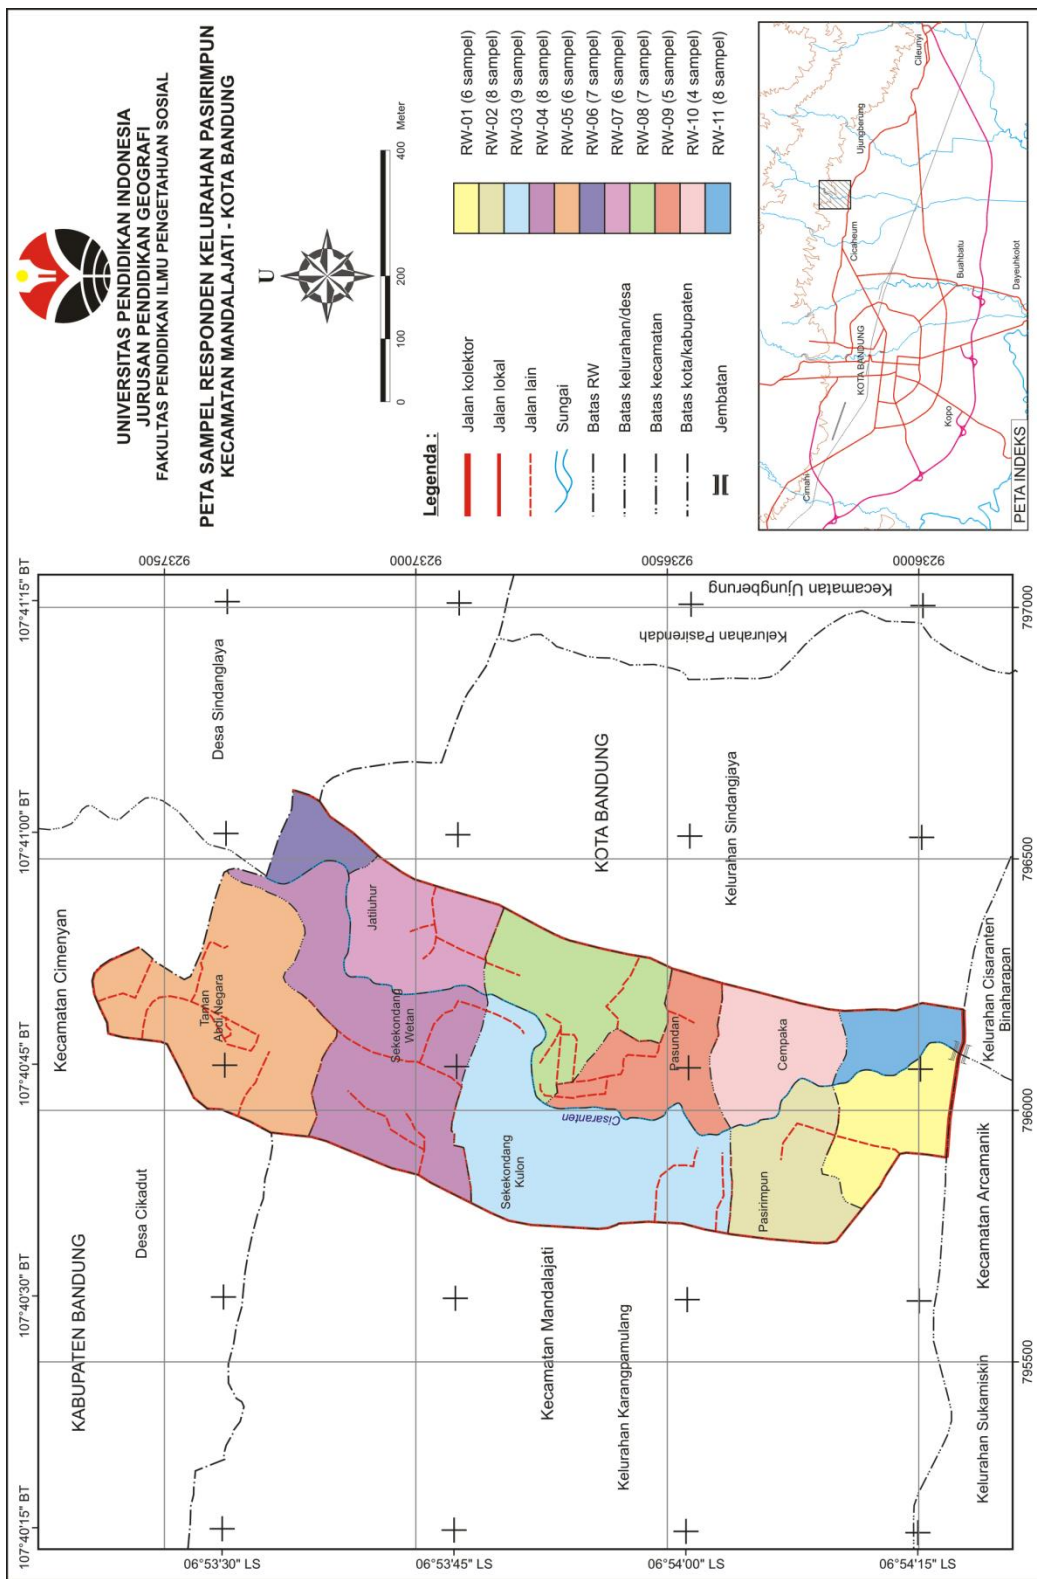 UNIVERSITAS PENDIDIKAN INDONESIA
JURUSAN PENDIDIKAN GEOGRAFI
FAKULTAS PENDIDIKAN ILMU PENGETAHUAN SOSIAL
PETA SAMPEL RESPONDEN KELURAHAN PASIRIMPUN
KECAMATAN MANDALAJATI - KOTA BANDUNG
U
0 100 200 400
Meter
Legenda :
Jalan kolektor
Jalan lokal
Jalan lain
Sungai
Batas RW
Batas kelurahan/desa
Batas kecamatan
Batas kota/kabupaten
Jembatan
RW-01 (6 sampel)
RW-02 (8 sampel)
RW-03 (9 sampel)
RW-04 (8 sampel)
RW-05 (6 sampel)
RW-06 (7 sampel)
RW-07 (6 sampel)
RW-08 (7 sampel)
RW-09 (5 sampel)
RW-10 (4 sampel)
RW-11 (8 sampel)
Cimahi
KOTA BANDUNG
Cicaheum
Ujungberung
Cileunyi
Kopo
Buahbatu
Dayeuhkolot
PETA INDEKS
107°40'15" BT
107°40'30" BT
107°40'45" BT
107°41'00" BT
107°41'15" BT
06°53'30" LS
06°53'45" LS
06°54'00" LS
06°54'15" LS
9237500
9237000
9236500
9236000
795500
796000
796500
797000
KABUPATEN BANDUNG
Desa Cikadut
Kecamatan Cimenyan
Desa Sindanglaya
Taman
Abdi Negara
Jatiluhur
Sekekondang
Wetan
Sekekondang
Kulon
Cisaranten
Pasundan
Cempaka
Pasirimpun
KOTA BANDUNG
Kecamatan Mandalajati
Kelurahan Karangpamulang
Kelurahan Sindangjaya
Kelurahan Pasirendah
Kecamatan Ujungberung
Kelurahan Sukamiskin
Kecamatan Arcamanik
Kelurahan Cisaranten
Binaharapan